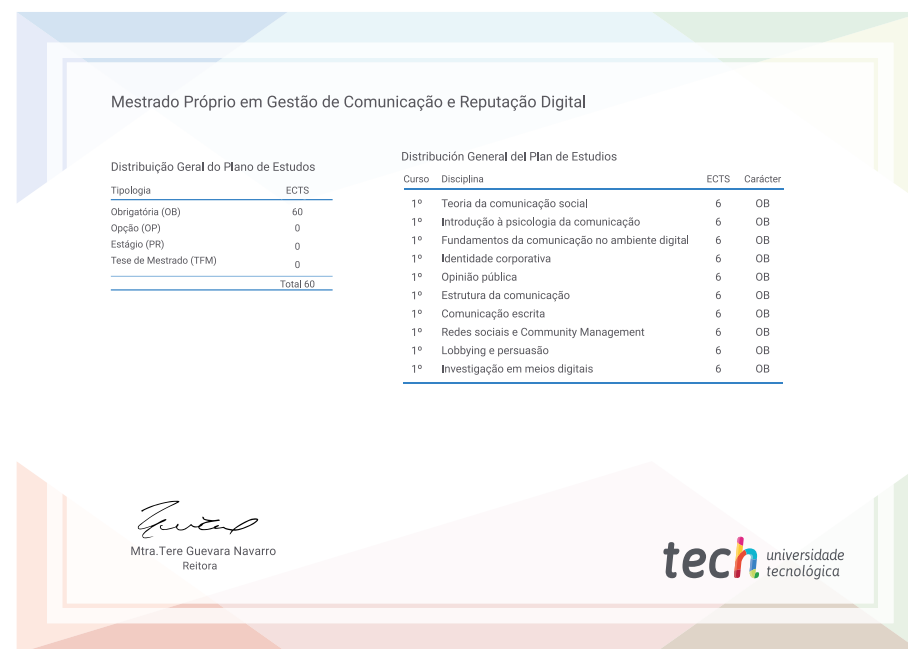 Mestrado Próprio em Gestão de Comunicação e Reputação Digital
Distribuição Geral do Plano de Estudos
Tipologia ECTS
Obrigatória (OB) 60
Opção (OP) 0
Estágio (PR) 0
Tese de Mestrado (TFM) 0
Total 60
Distribución General del Plan de Estudios
Curso Disciplina ECTS Carácter
1º Teoria da comunicação social 6 OB
1º Introdução à psicologia da comunicação 6 OB
1º Fundamentos da comunicação no ambiente digital 6 OB
1º Identidade corporativa 6 OB
1º Opinião pública 6 OB
1º Estrutura da comunicação 6 OB
1º Comunicação escrita 6 OB
1º Redes sociais e Community Management 6 OB
1º Lobbying e persuasão 6 OB
1º Investigação em meios digitais 6 OB
Mtra.Tere Guevara Navarro
Reitora
tech universidade
tecnológica